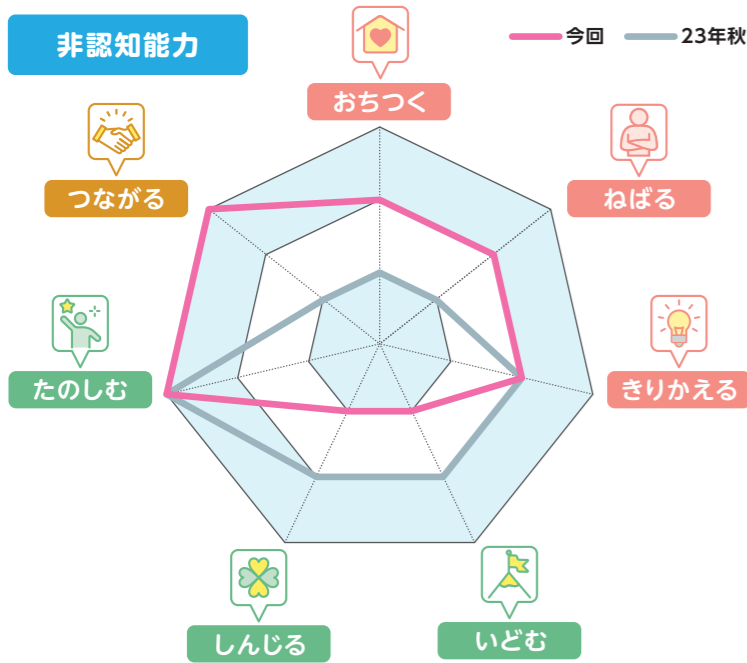 非認知能力
今回
23年秋
おちつく
つながる
ねばる
たのしむ
きりかえる
しんじる
いどむ